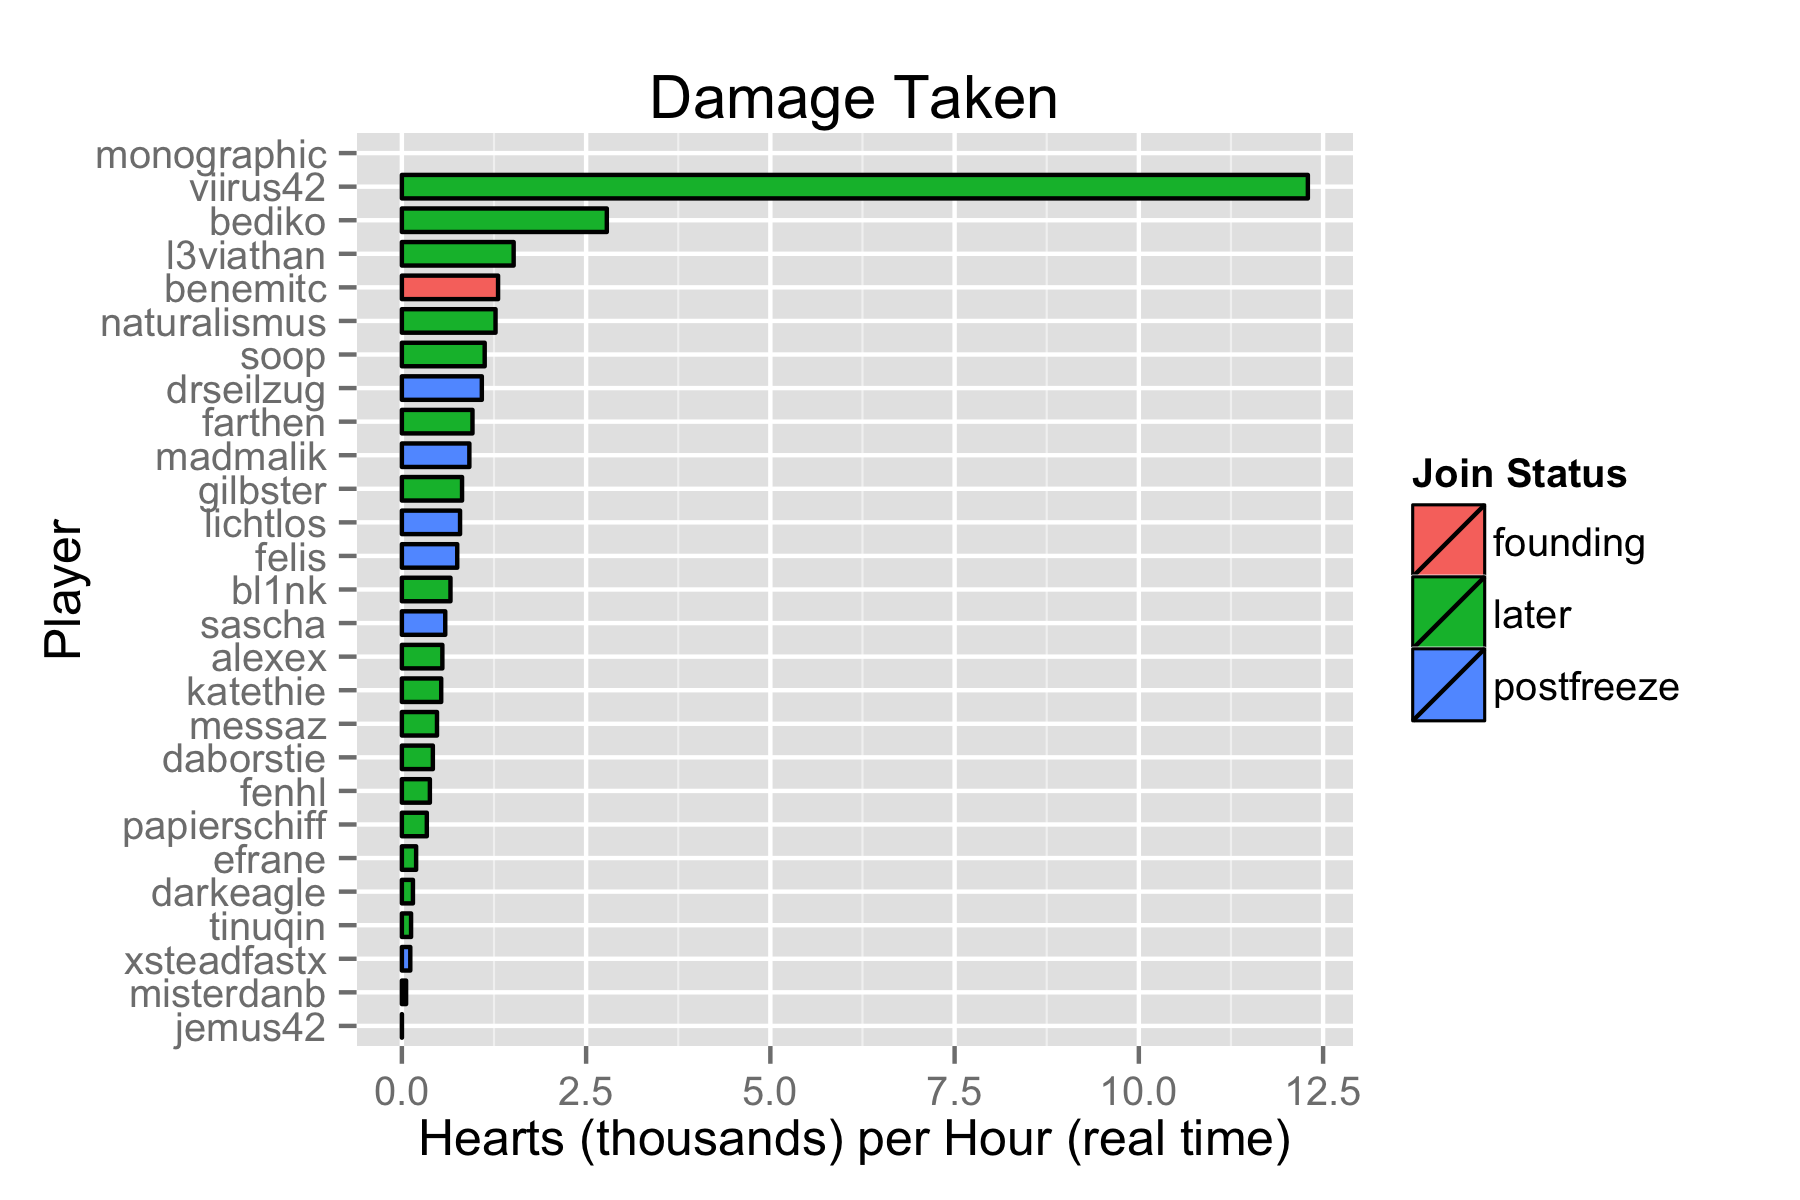 Damage Taken
monographic
viirus42
bediko
l3viathan
benemitc
naturalismus
soop
drseilzug
farthen
madmalik
gilbster
lichtlos
felis
bl1nk
sascha
alexex
katethie
messaz
daborstie
fenhl
papierschiff
efrane
darkeagle
tinuqin
xsteadfastx
misterdanb
jemus42
Player
0.0 2.5 5.0 7.5 10.0 12.5
Hearts (thousands) per Hour (real time)
Join Status
founding
later
postfreeze